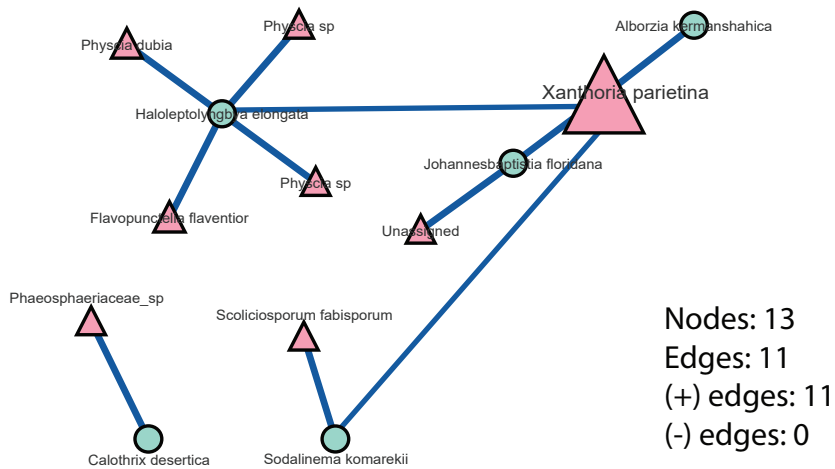 Physcia sp
Alborzia kermanshahica
Physcia dubia
Xanthoria parietina
Haloleptolyngbya elongata
Johannesbaptistia floridana
Physcia sp
Flavopunctella flaventior
Unassigned
Phaeosphaeriaceae_sp
Scoliciosporum fabisporum
Nodes: 13
Edges: 11
(+) edges: 11
(-) edges: 0
Calothrix desertica
Sodalinema komarekii